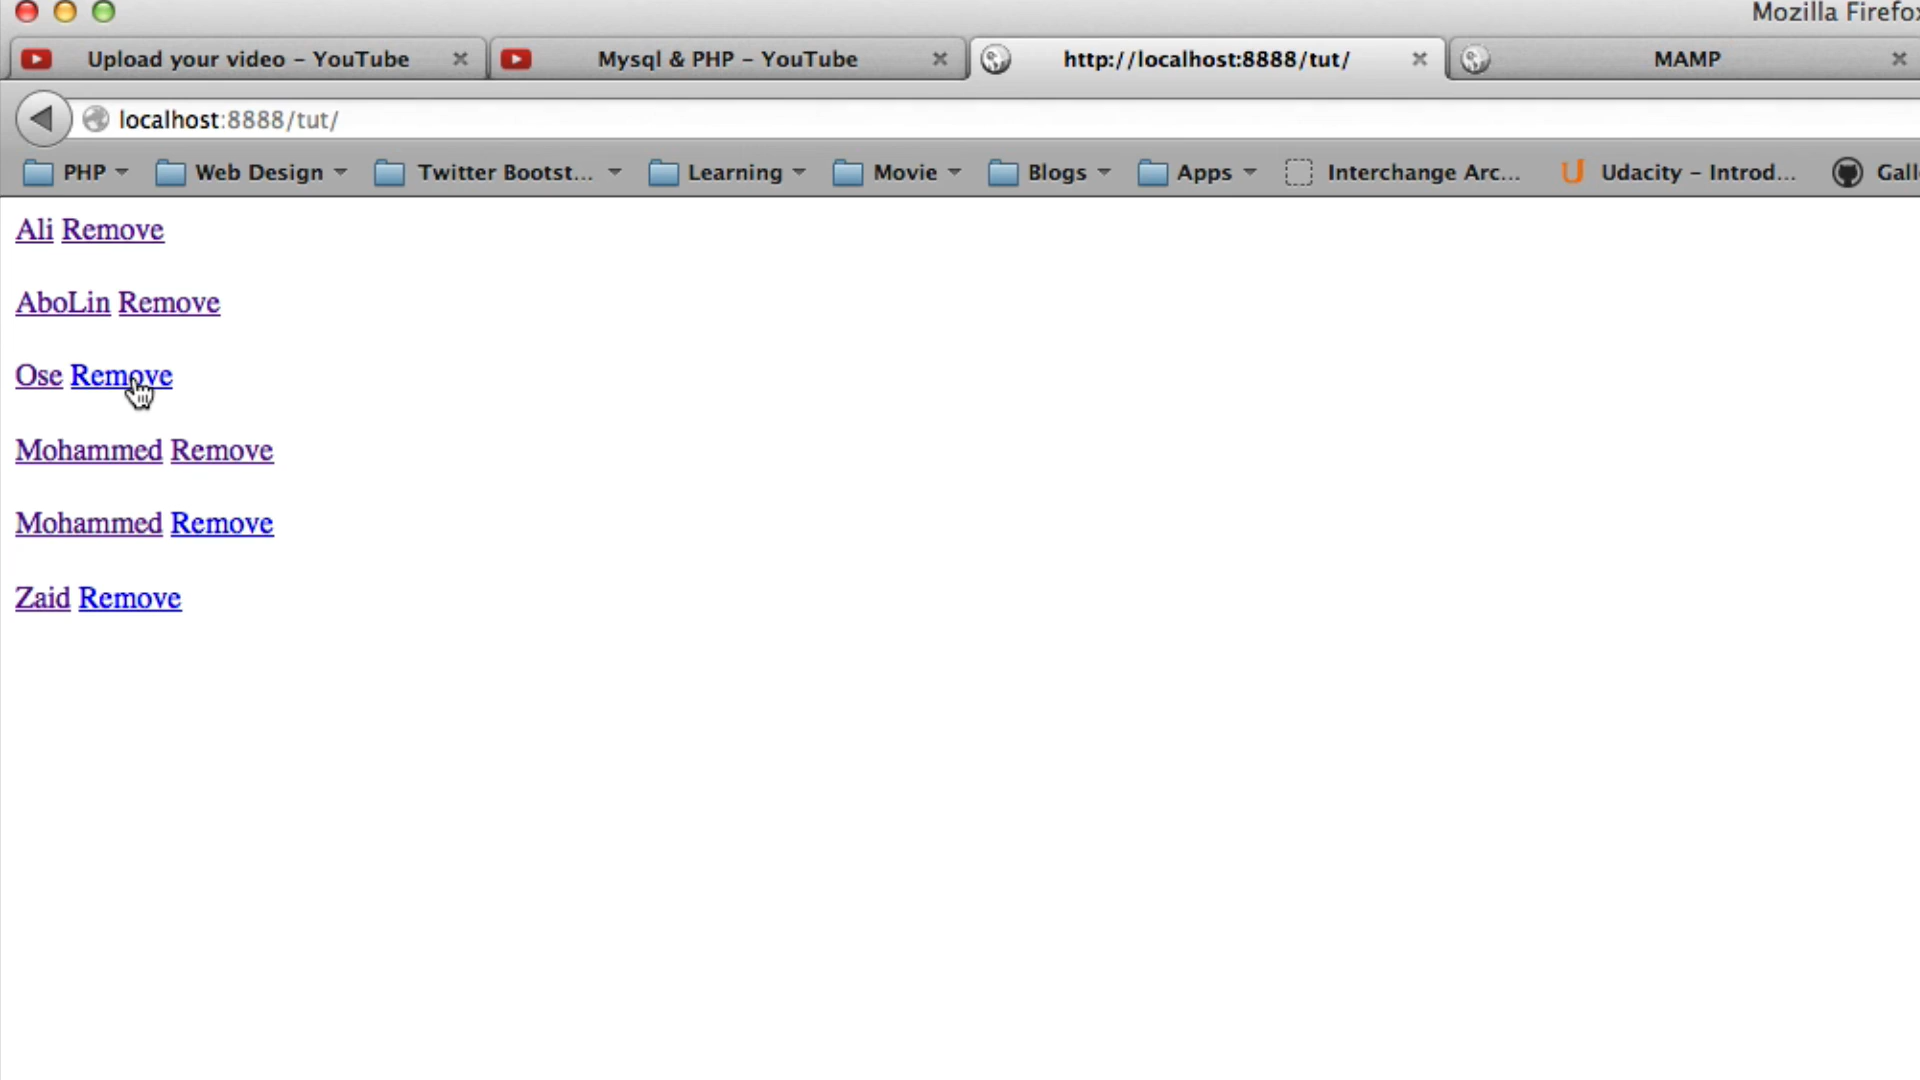 Mozilla Firefox
Upload your video – YouTube Mysql & PHP – YouTube http://localhost:8888/tut/ MAMP
localhost:8888/tut/
PHP Web Design Twitter Bootst... Learning Movie Blogs Apps Interchange Arc... Udacity – Introd... Gall
Ali Remove
AboLin Remove
Ose Remove
Mohammed Remove
Mohammed Remove
Zaid Remove